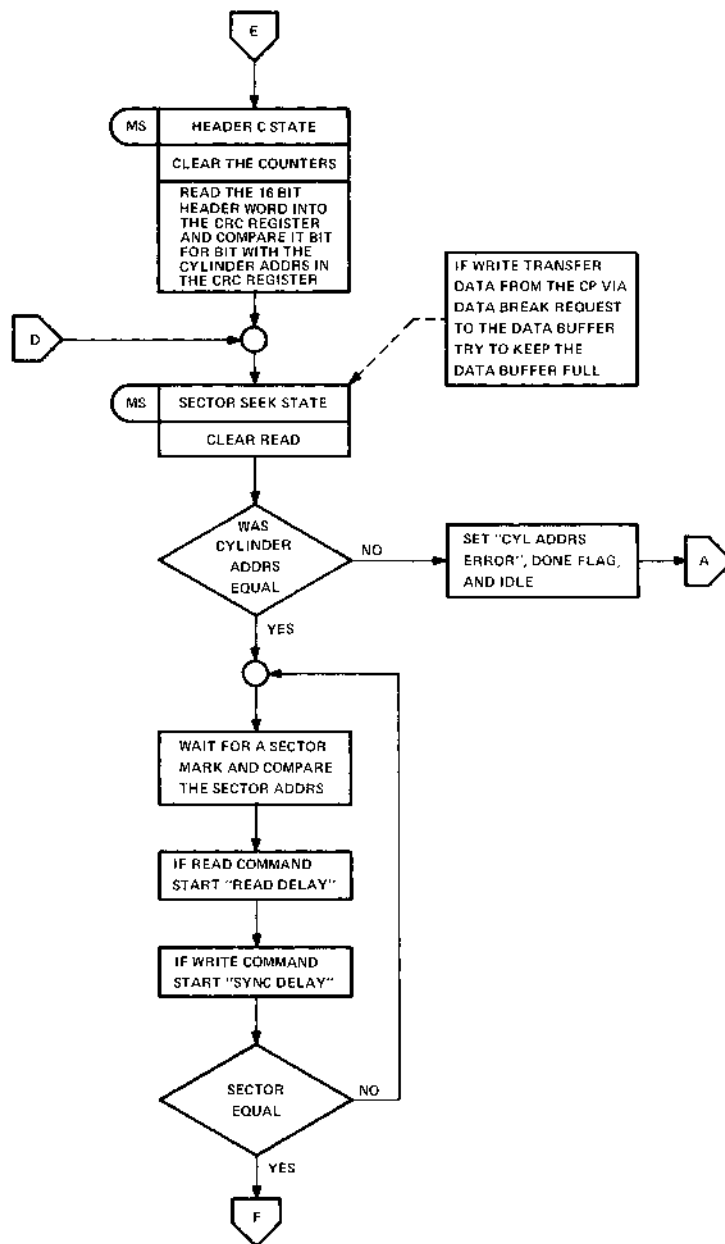 E
MS
HEADER C STATE
CLEAR THE COUNTERS
READ THE 16 BIT
HEADER WORD INTO
THE CRC REGISTER
AND COMPARE IT BIT
FOR BIT WITH THE
CYLINDER ADDRS IN
THE CRC REGISTER
IF WRITE TRANSFER
DATA FROM THE CP VIA
DATA BREAK REQUEST
TO THE DATA BUFFER
TRY TO KEEP THE
DATA BUFFER FULL
D
MS
SECTOR SEEK STATE
CLEAR READ
WAS
CYLINDER
ADDRS
EQUAL
NO
SET "CYL ADDRS
ERROR", DONE FLAG,
AND IDLE
A
YES
WAIT FOR A SECTOR
MARK AND COMPARE
THE SECTOR ADDRS
IF READ COMMAND
START "READ DELAY"
IF WRITE COMMAND
START "SYNC DELAY"
SECTOR
EQUAL
NO
YES
F